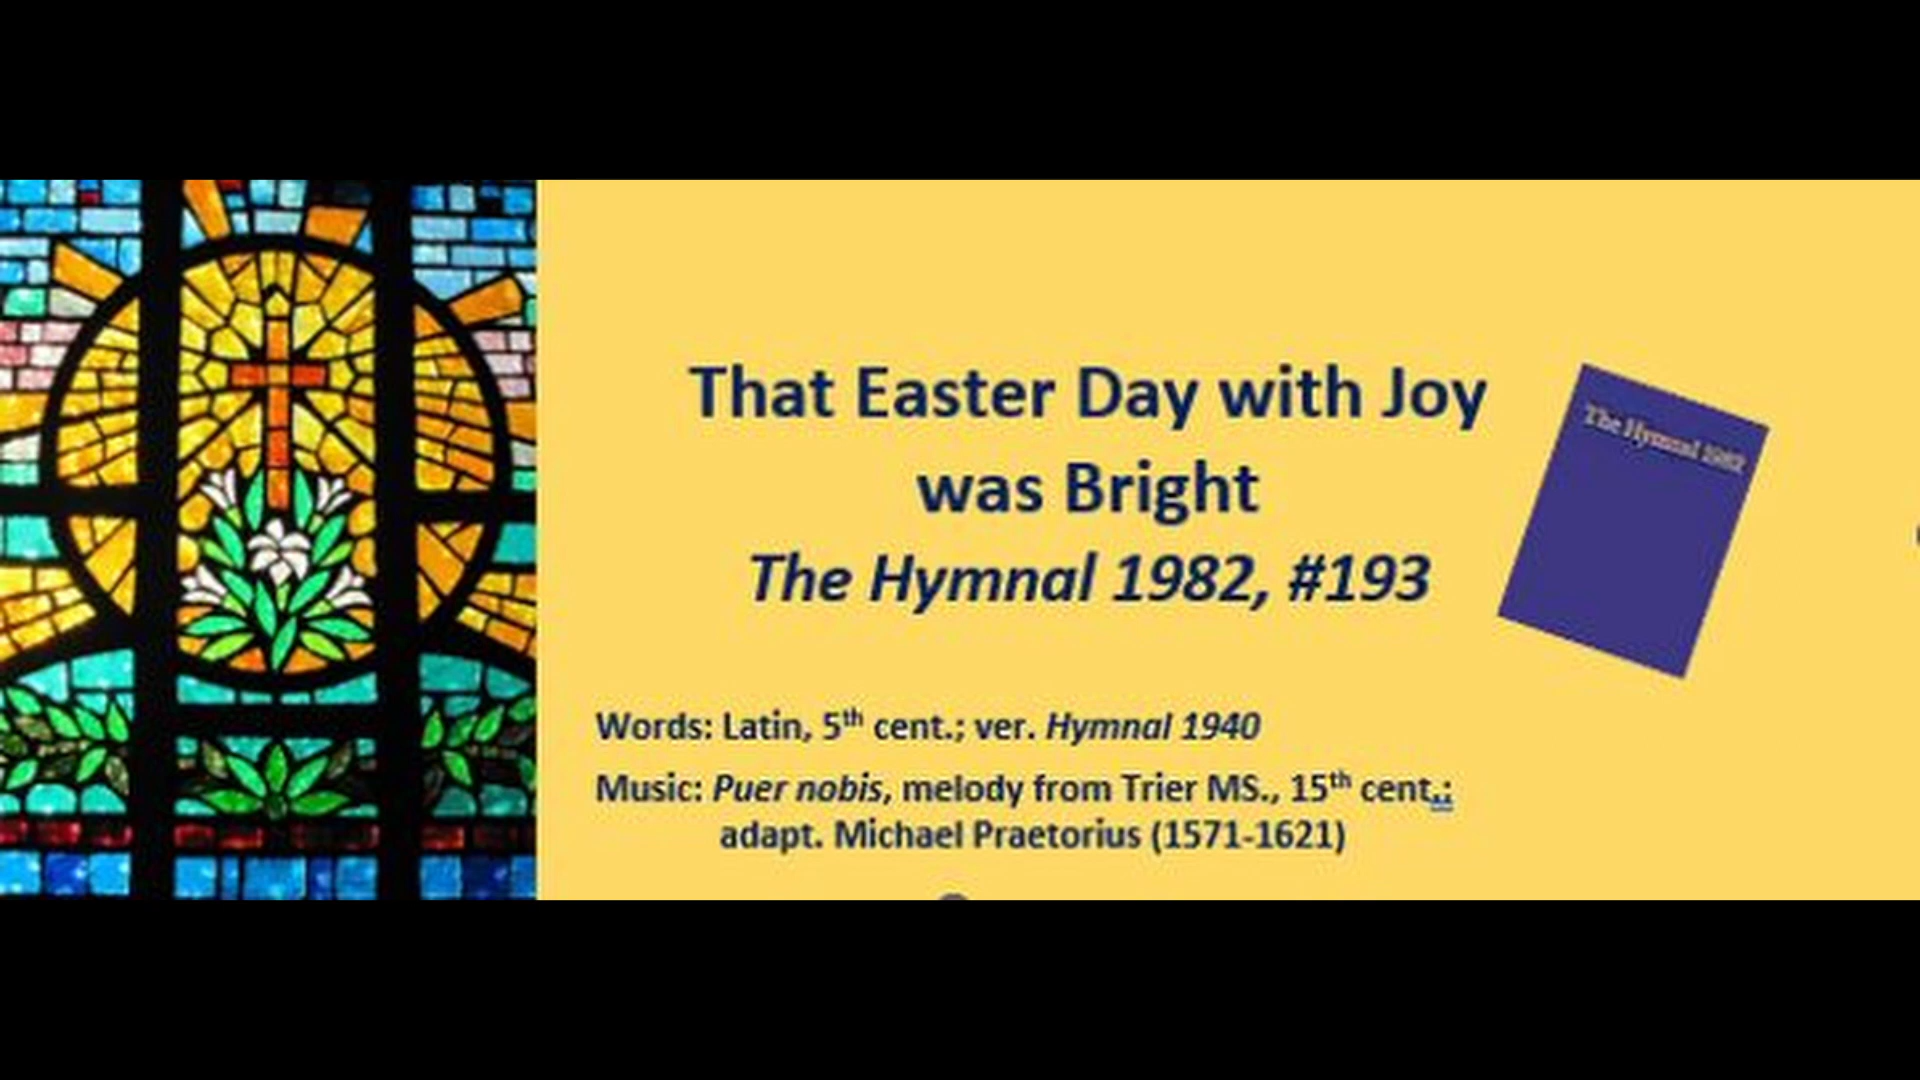 That Easter Day with Joy
was Bright
The Hymnal 1982, #193
The Hymnal 1982
Words: Latin, 5th cent.; ver. Hymnal 1940
Music: Puer nobis, melody from Trier MS., 15th cent.;
adapt. Michael Praetorius (1571-1621)